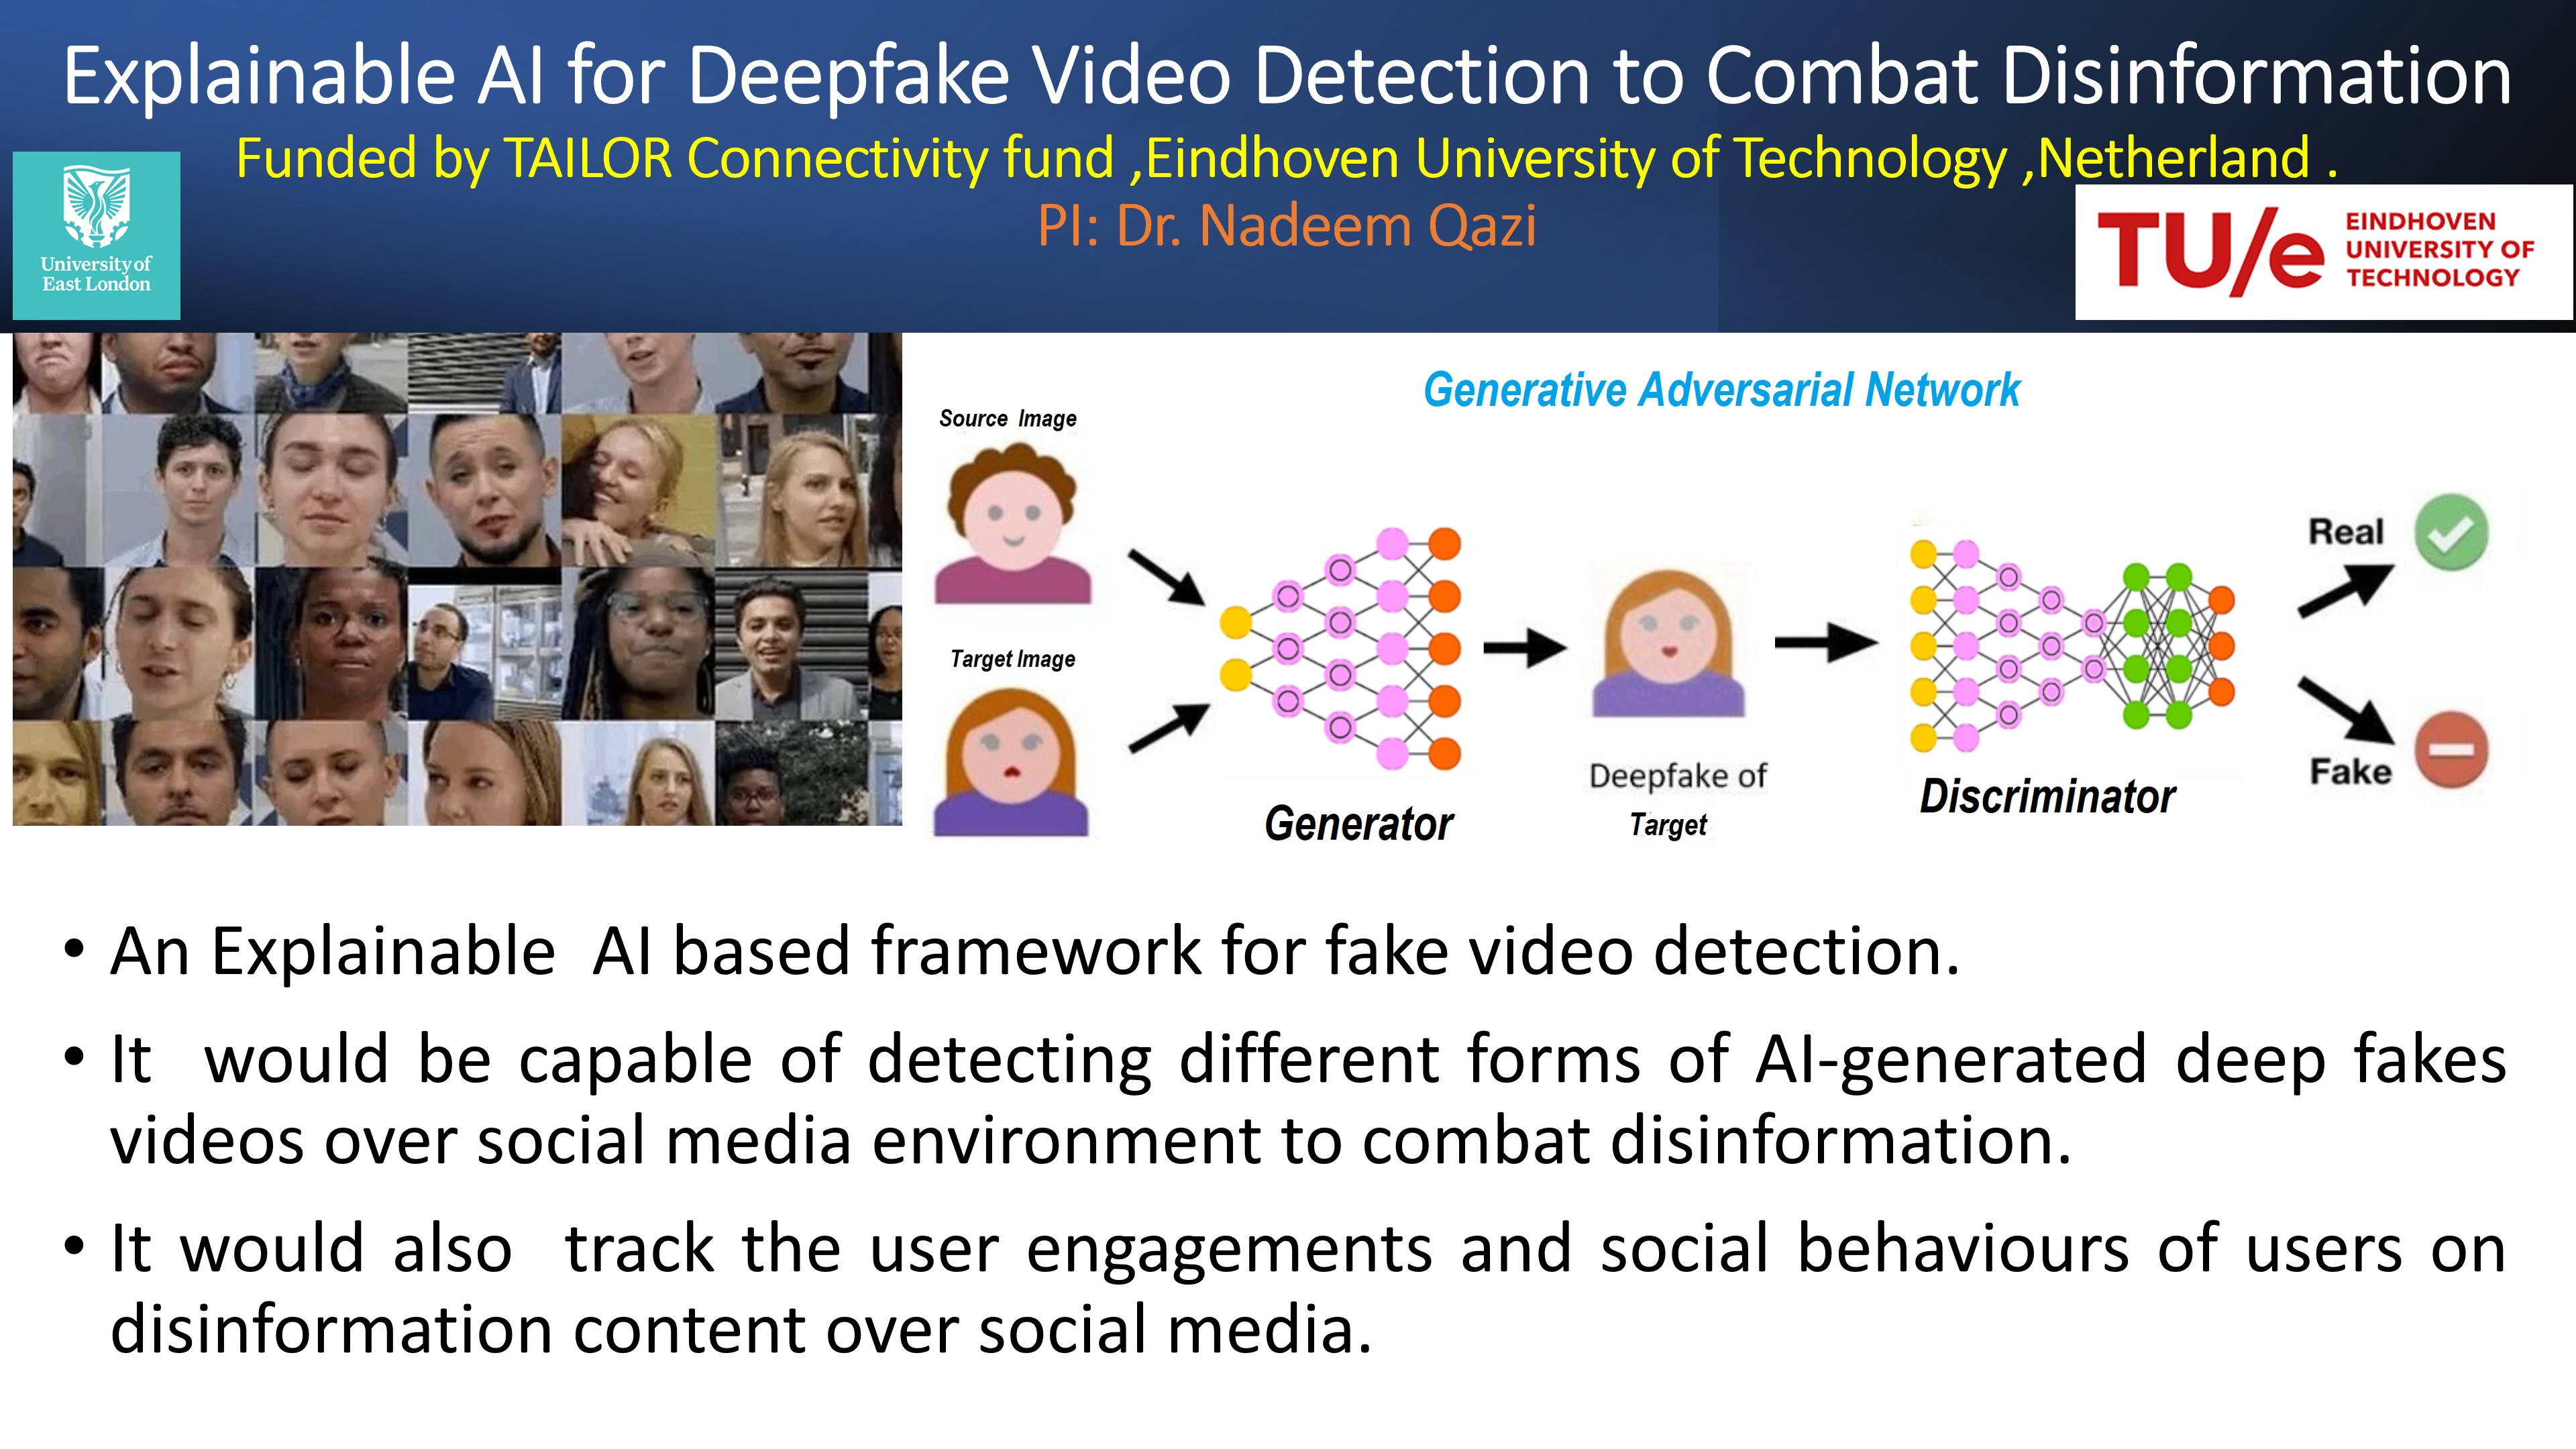 Explainable AI for Deepfake Video Detection to Combat Disinformation
Funded by TAILOR Connectivity fund ,Eindhoven University of Technology ,Netherland .
PI: Dr. Nadeem Qazi
University of
East London
TU/e
EINDHOVEN
UNIVERSITY OF
TECHNOLOGY
Generative Adversarial Network
Source Image
Target Image
Generator
Deepfake of
Target
Discriminator
Real
Fake
• An Explainable AI based framework for fake video detection.
• It would be capable of detecting different forms of AI-generated deep fakes
videos over social media environment to combat disinformation.
• It would also track the user engagements and social behaviours of users on
disinformation content over social media.